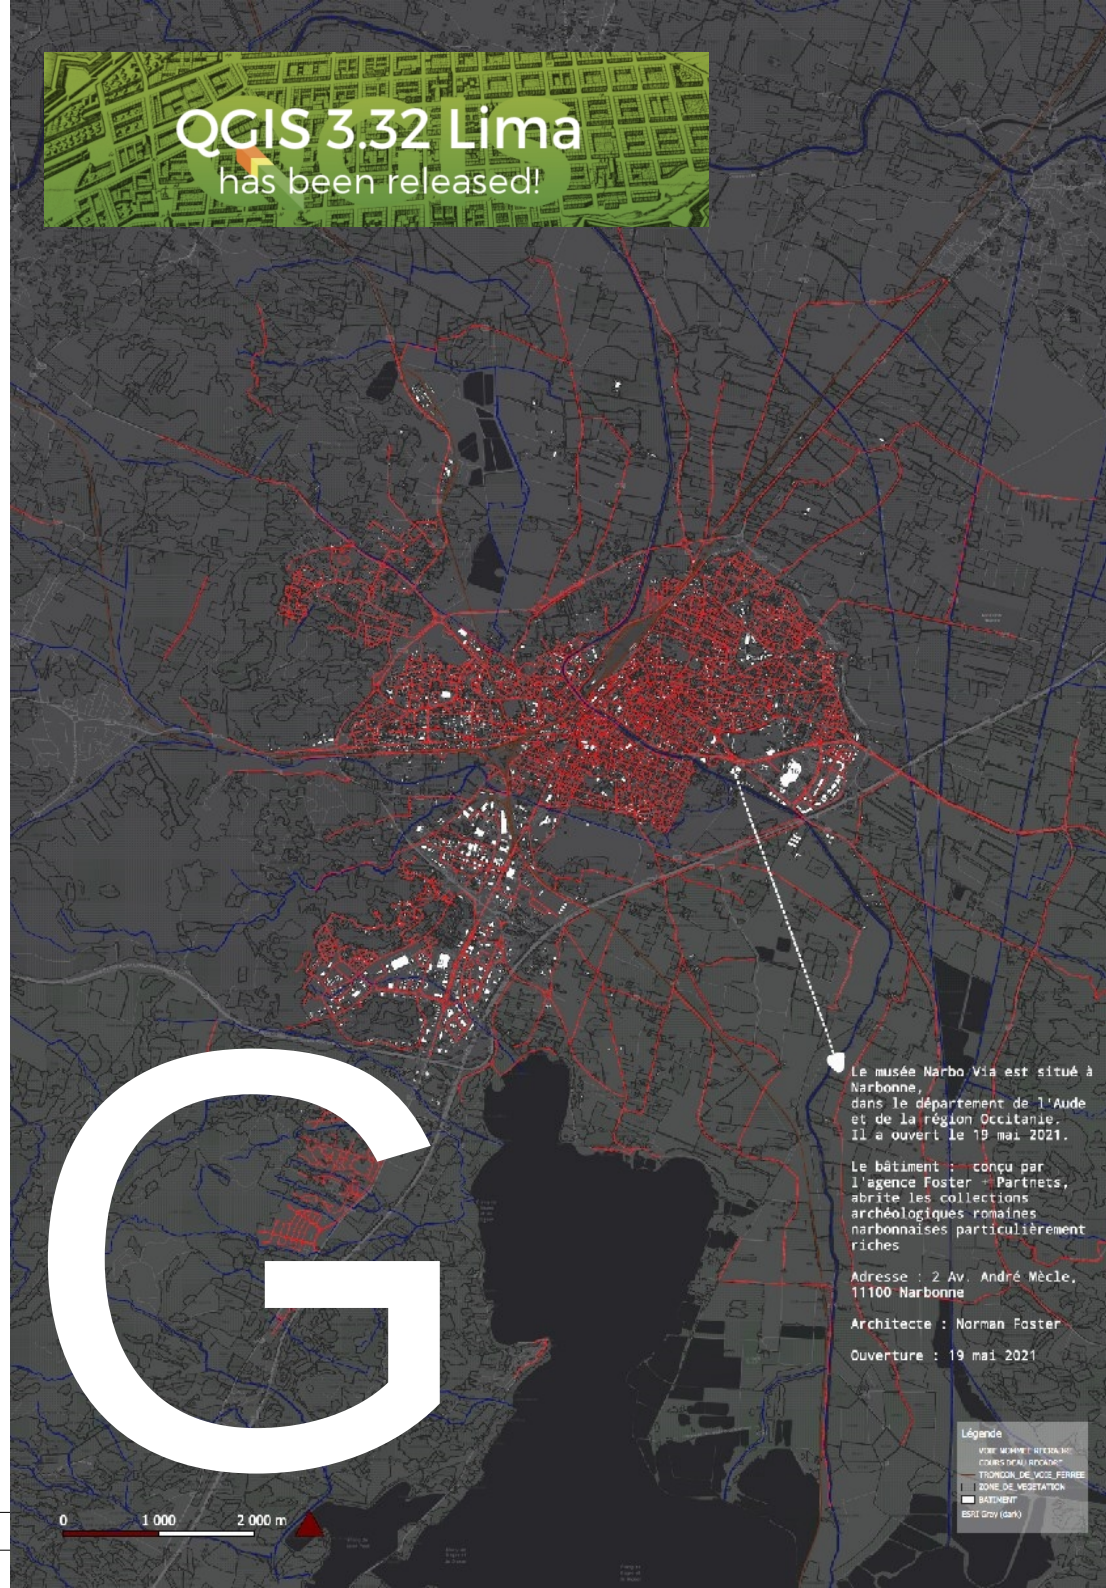 QGIS 3.32 Lima
has been released!
Le musée Narbo Via est situé à
Narbonne,
dans le département de l'Aude
et de la région Occitanie.
Il a ouvert le 19 mai 2021.
Le bâtiment : conçu par
l'agence Foster + Partnets,
abrite les collections
archéologiques romaines
narbonnaises particulièrement
riches
Adresse : 2 Av. André Mècle,
11100 Narbonne
Architecte : Norman Foster
Ouverture : 19 mai 2021
G
Légende
TRONCON_DE_VOIE_FERREE
ZONE_DE_VEGETATION
BATIMENT
ESRI Gray (dark)
0 1 000 2 000 m